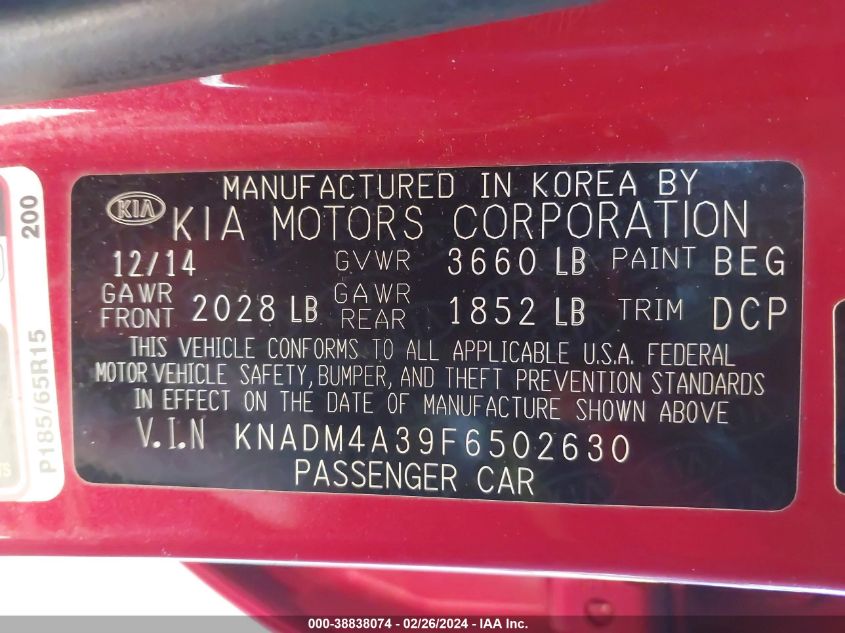 MANUFACTURED IN KOREA BY
KIA KIA MOTORS CORPORATION
12/14 GVWR 3660 LB PAINT BEG
GAWR FRONT 2028 LB GAWR REAR 1852 LB TRIM DCP
THIS VEHICLE CONFORMS TO ALL APPLICABLE U.S.A. FEDERAL
MOTOR VEHICLE SAFETY, BUMPER, AND THEFT PREVENTION STANDARDS
IN EFFECT ON THE DATE OF MANUFACTURE SHOWN ABOVE
V.I.N KNADM4A39F6502630
PASSENGER CAR
200
P185/65R15
000-38838074 - 02/26/2024 - IAA Inc.